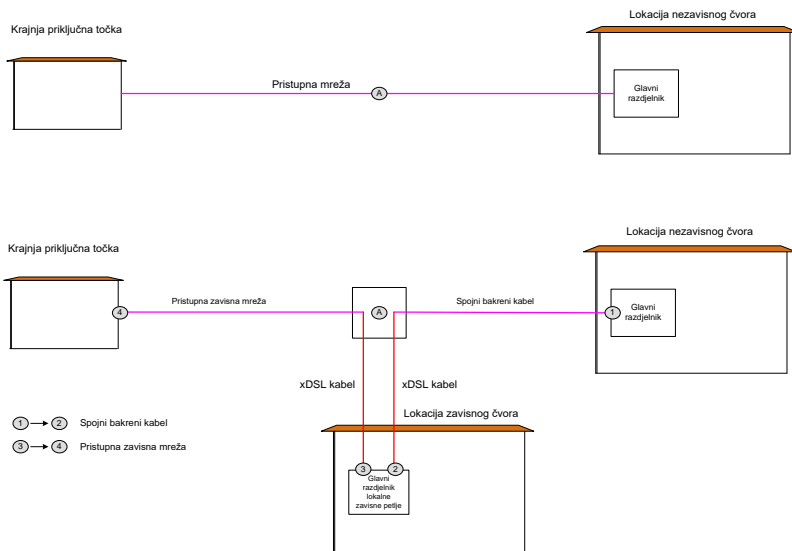 Lokacija nezavisnog čvora
Krajnja priključna točka
Pristupna mreža
A
Glavni
razdjelnik
Lokacija nezavisnog čvora
Krajnja priključna točka
Pristupna zavisna mreža
Spojni bakreni kabel
4
A
1
Glavni
razdjelnik
xDSL kabel
xDSL kabel
Lokacija zavisnog čvora
1 2 Spojni bakreni kabel
3 4 Pristupna zavisna mreža
3
2
Glavni
razdjelnik
lokalne
zavisne petlje